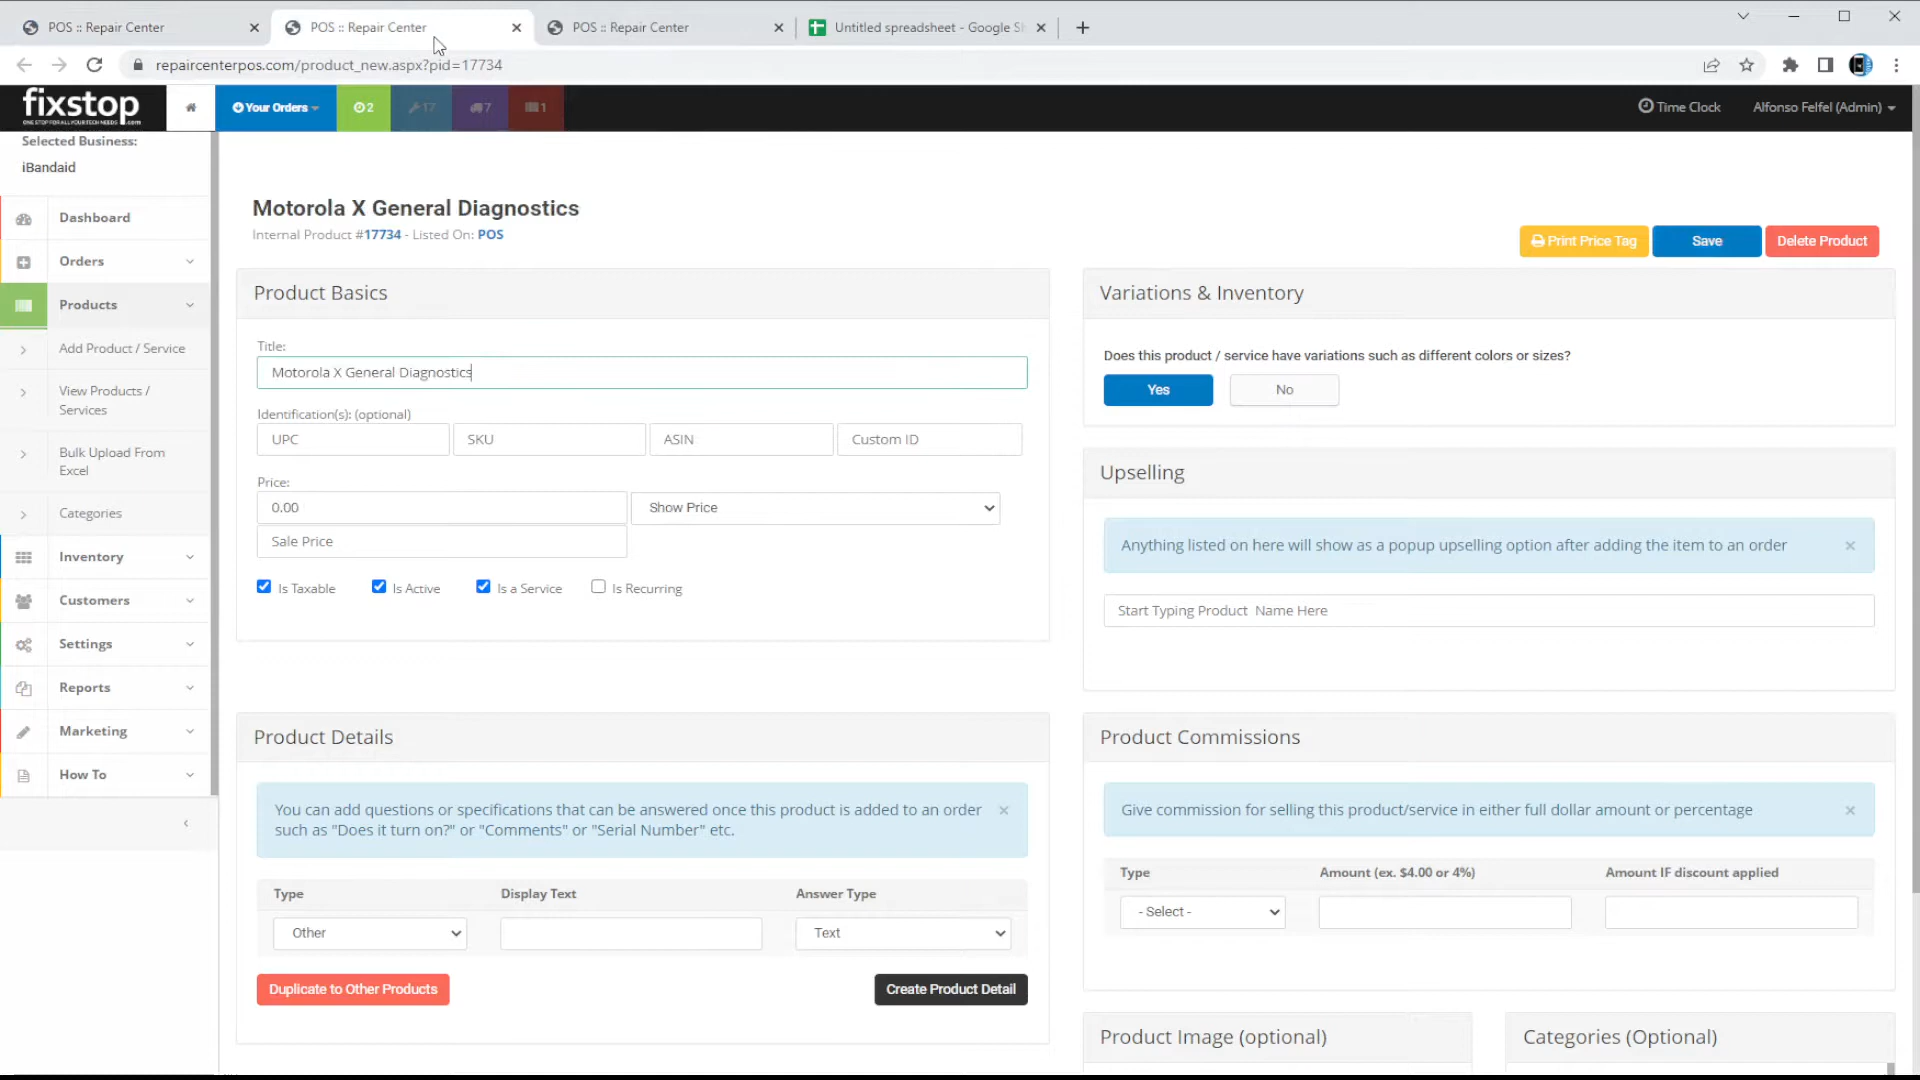 POS :: Repair Center
POS :: Repair Center
POS :: Repair Center
Untitled spreadsheet - Google Sh
repaircenterpos.com/product_new.aspx?pid=17734
fixstop
ONE STOP FOR ALL YOUR TECH NEEDS .com
Your Orders
2
17
7
1
Time Clock
Alfonso Felfel (Admin)
Selected Business:
iBandaid
Dashboard
Orders
Products
Add Product / Service
View Products /
Services
Bulk Upload From
Excel
Categories
Inventory
Customers
Settings
Reports
Marketing
How To
Motorola X General Diagnostics
Internal Product #17734 - Listed On: POS
Print Price Tag
Save
Delete Product
Product Basics
Title:
Motorola X General Diagnostics
Identification(s): (optional)
UPC
SKU
ASIN
Custom ID
Price:
0.00
Show Price
Sale Price
Is Taxable
Is Active
Is a Service
Is Recurring
Variations & Inventory
Does this product / service have variations such as different colors or sizes?
Yes
No
Upselling
Anything listed on here will show as a popup upselling option after adding the item to an order
Start Typing Product Name Here
Product Details
You can add questions or specifications that can be answered once this product is added to an order
such as "Does it turn on?" or "Comments" or "Serial Number" etc.
Type
Display Text
Answer Type
Other
Text
Duplicate to Other Products
Create Product Detail
Product Commissions
Give commission for selling this product/service in either full dollar amount or percentage
Type
Amount (ex. $4.00 or 4%)
Amount IF discount applied
- Select -
Product Image (optional)
Categories (Optional)